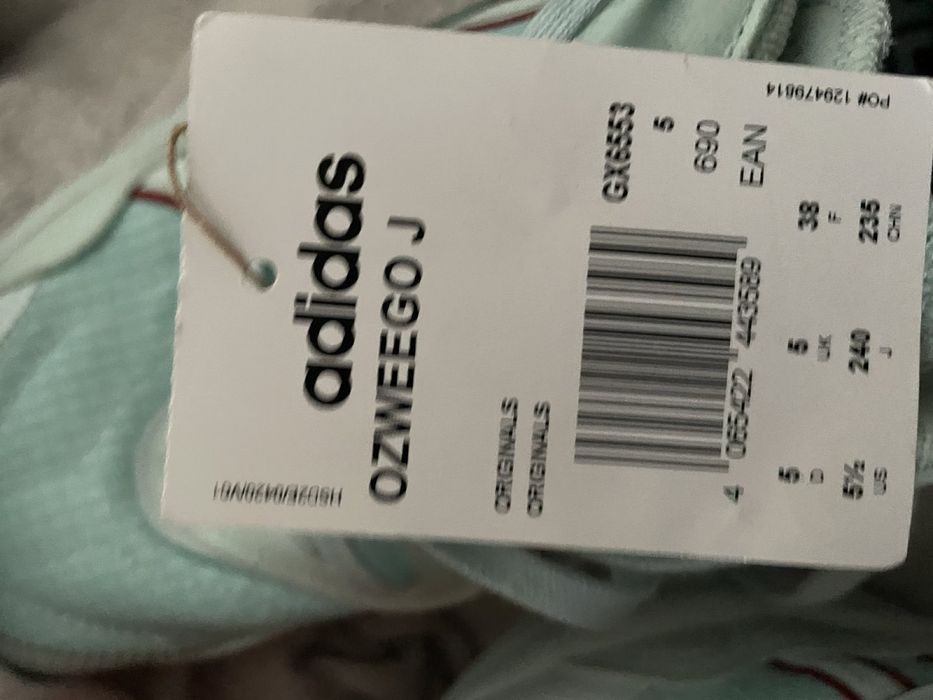 adidas
OZWEEGO J
ORIGINALS
ORIGINALS
GX6553
5
690
EAN
4 065422 443589
5 D
5 UK
38 F
5½ US
240 J
235 CHN
PO# 129479814